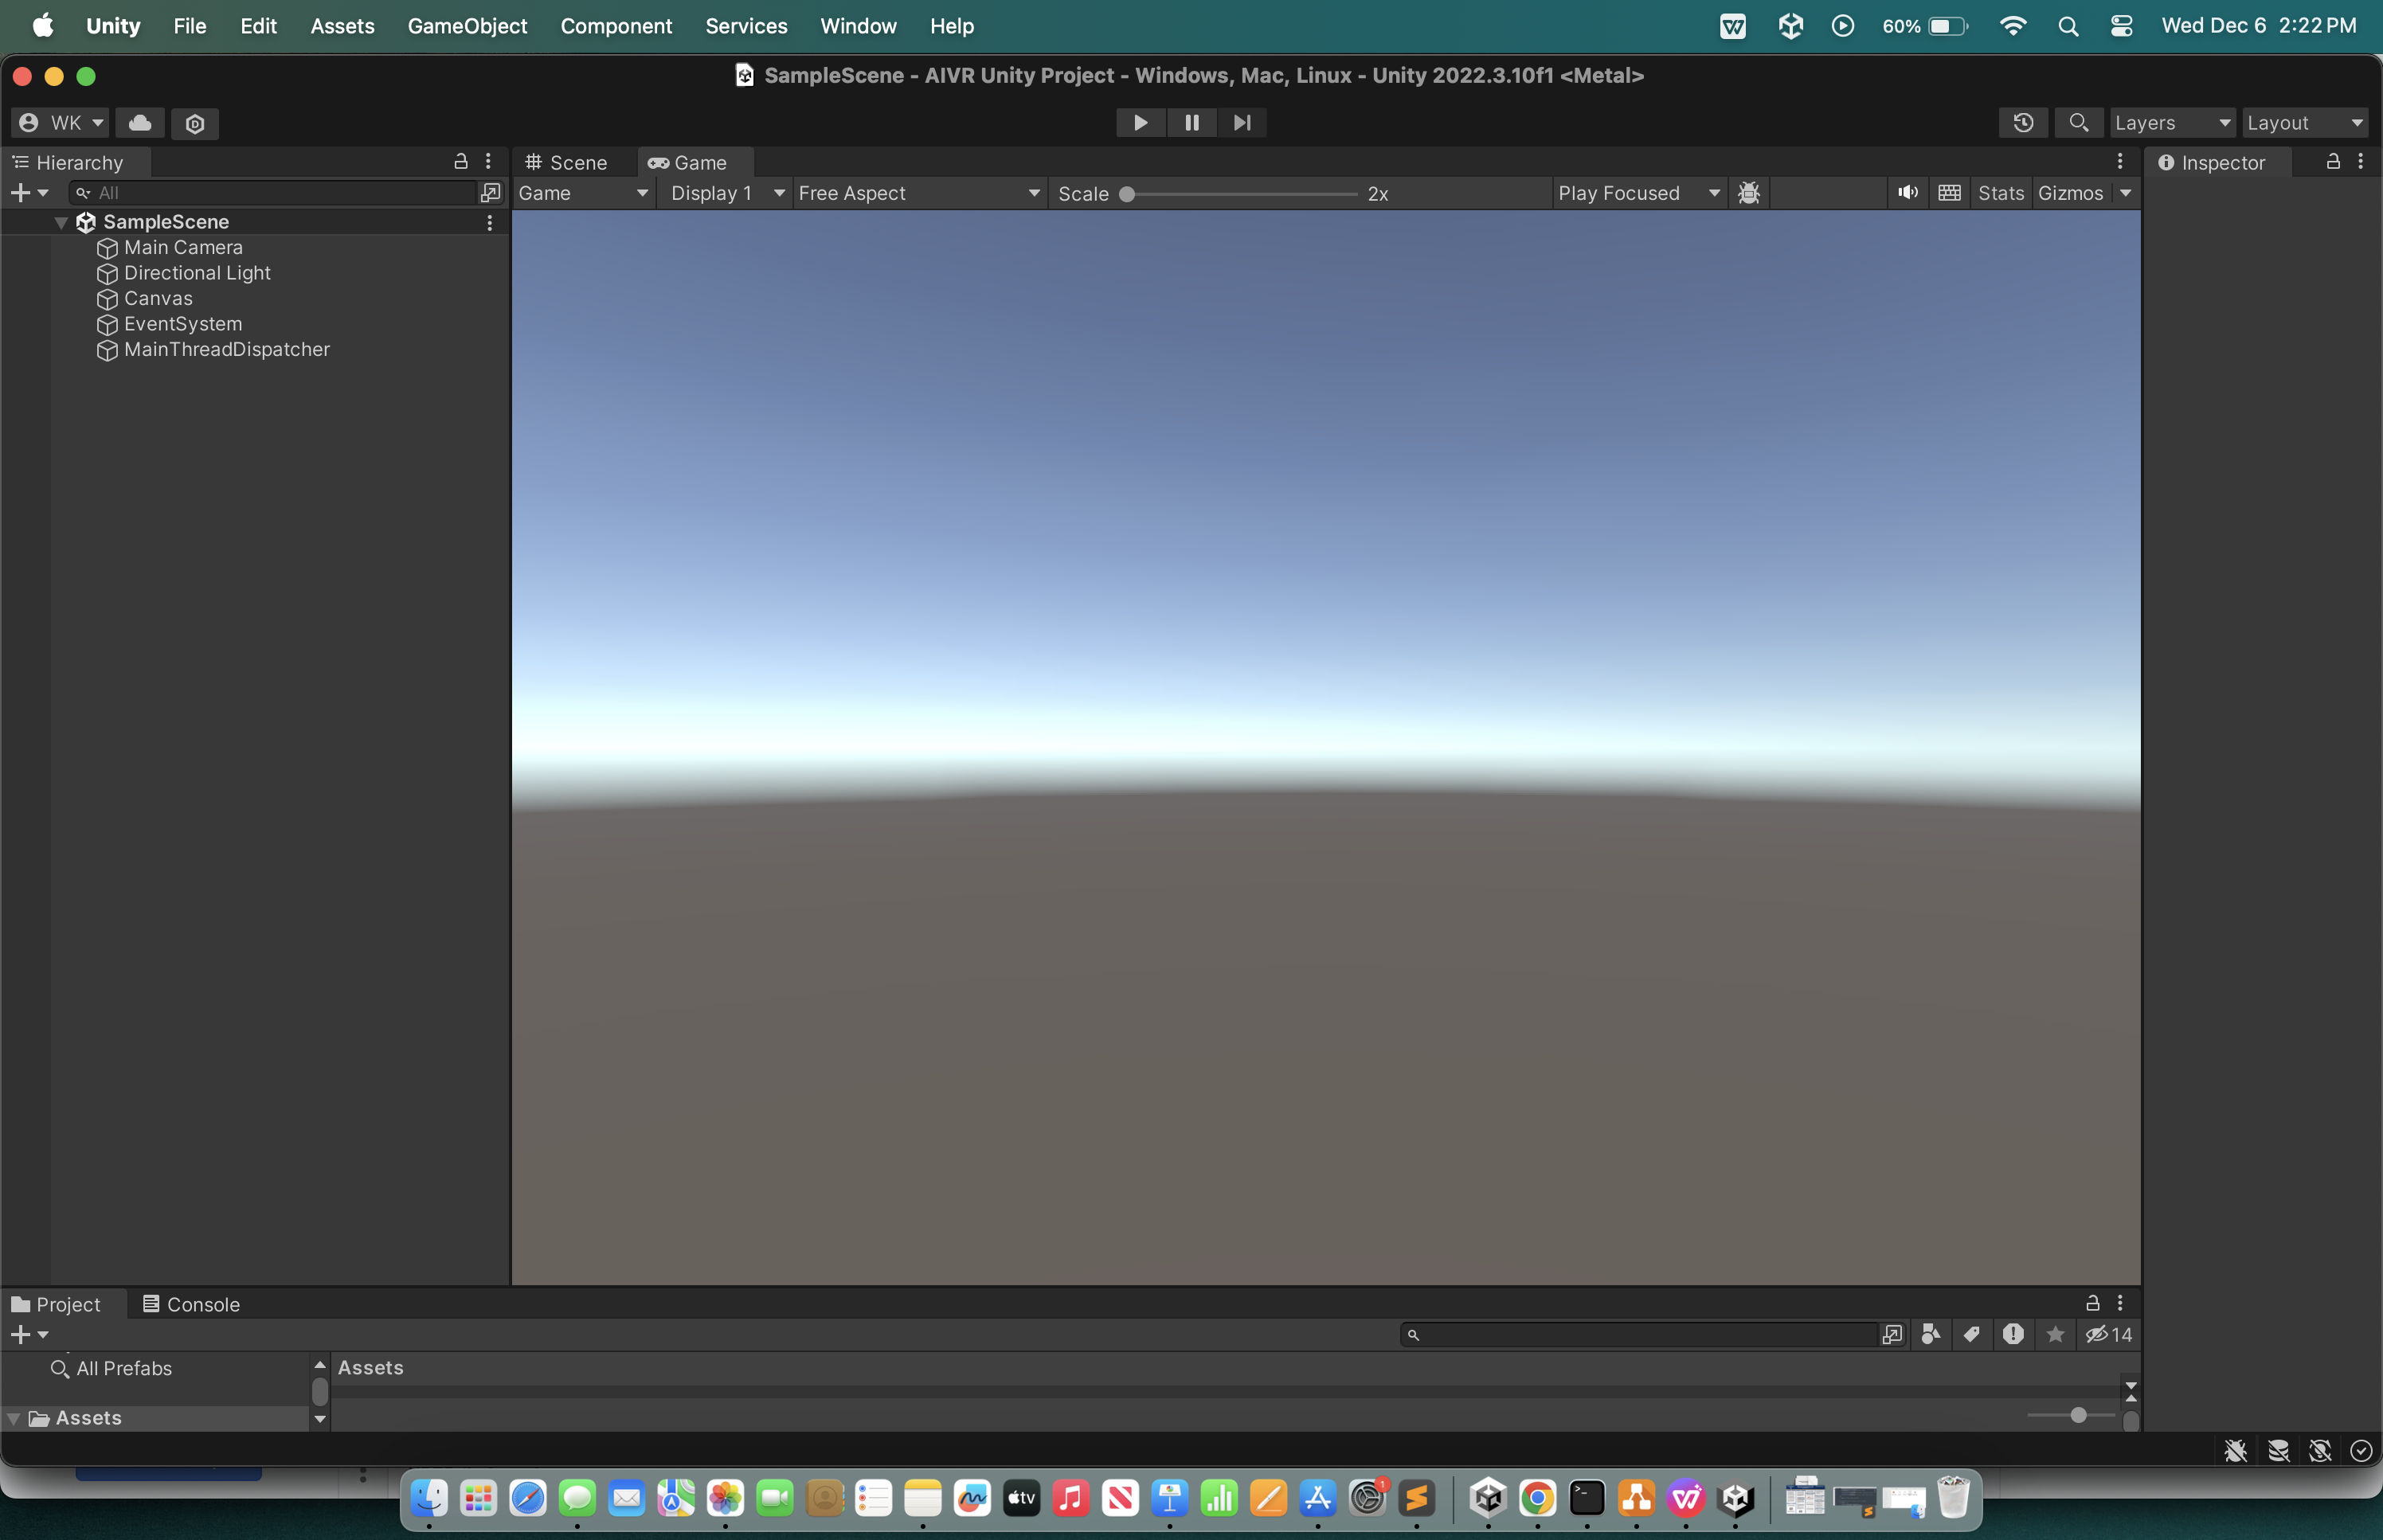 Unity File Edit Assets GameObject Component Services Window Help 60% Wed Dec 6 2:22 PM
SampleScene - AIVR Unity Project - Windows, Mac, Linux - Unity 2022.3.10f1 <Metal>
WK Layers Layout
Hierarchy Scene Game Inspector
All Game Display 1 Free Aspect Scale 2x Play Focused Stats Gizmos
SampleScene
Main Camera
Directional Light
Canvas
EventSystem
MainThreadDispatcher
Project Console
14
All Prefabs Assets
Assets
tv 1